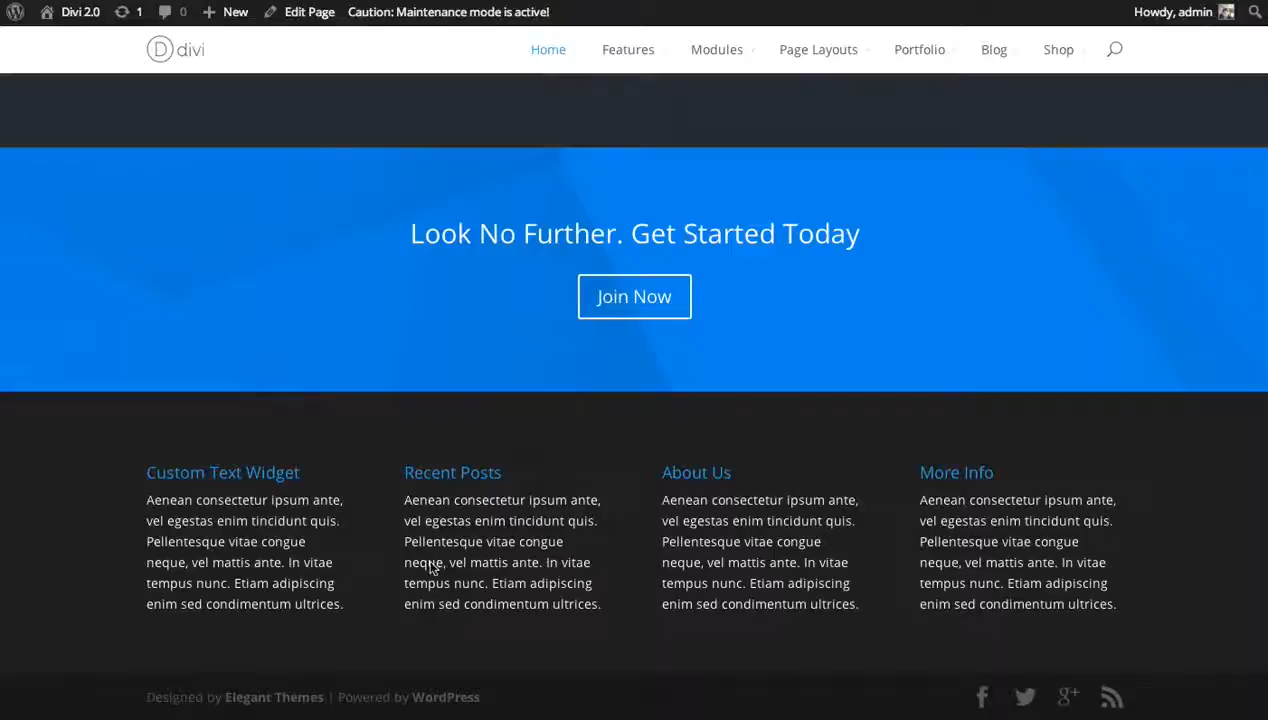 Divi 2.0 1 0 New Edit Page Caution: Maintenance mode is active! Howdy, admin
D divi Home Features Modules Page Layouts Portfolio Blog Shop
Look No Further. Get Started Today
Join Now
Custom Text Widget
Aenean consectetur ipsum ante,
vel egestas enim tincidunt quis.
Pellentesque vitae congue
neque, vel mattis ante. In vitae
tempus nunc. Etiam adipiscing
enim sed condimentum ultrices.
Recent Posts
Aenean consectetur ipsum ante,
vel egestas enim tincidunt quis.
Pellentesque vitae congue
neque, vel mattis ante. In vitae
tempus nunc. Etiam adipiscing
enim sed condimentum ultrices.
About Us
Aenean consectetur ipsum ante,
vel egestas enim tincidunt quis.
Pellentesque vitae congue
neque, vel mattis ante. In vitae
tempus nunc. Etiam adipiscing
enim sed condimentum ultrices.
More Info
Aenean consectetur ipsum ante,
vel egestas enim tincidunt quis.
Pellentesque vitae congue
neque, vel mattis ante. In vitae
tempus nunc. Etiam adipiscing
enim sed condimentum ultrices.
Designed by Elegant Themes | Powered by WordPress